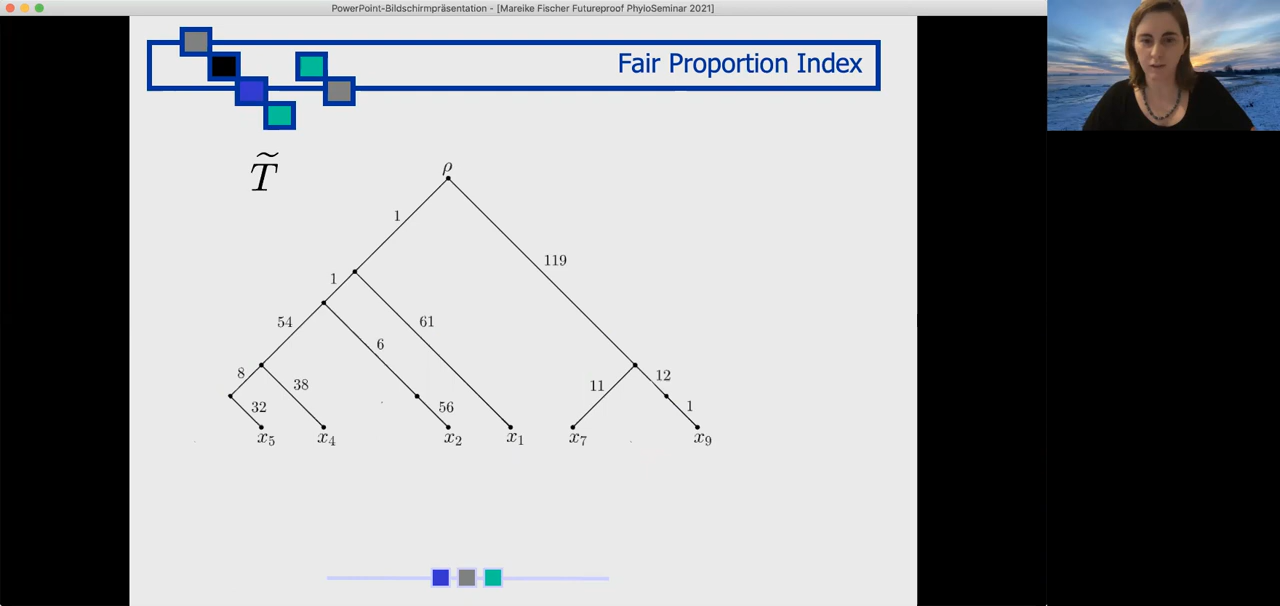 PowerPoint-Bildschirmpräsentation - [Mareike Fischer Futureproof PhyloSeminar 2021]
Fair Proportion Index
T̃
ρ
1
119
1
54
61
6
8
38
11
12
32
56
1
x₅ x₄ x₂ x₁ x₇ x₉